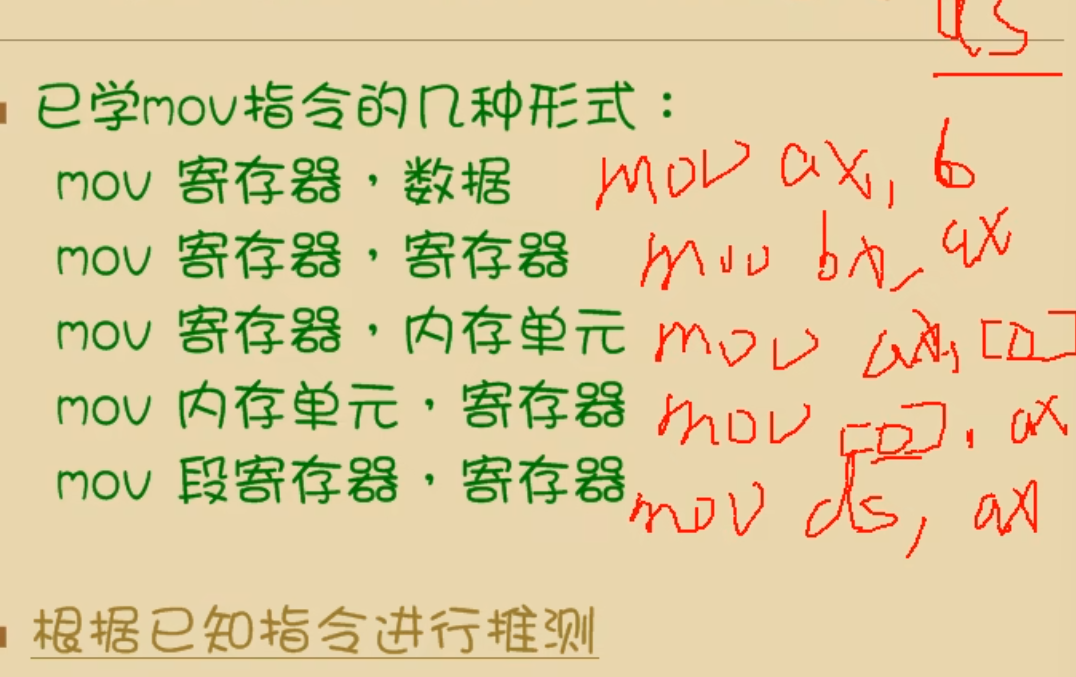 ds
已学mov指令的几种形式：
mov 寄存器，数据 mov ax, 6
mov 寄存器，寄存器 mov bx, ax
mov 寄存器，内存单元 mov ax, [0]
mov 内存单元，寄存器 mov [0], ax
mov 段寄存器，寄存器 mov ds, ax
根据已知指令进行推测